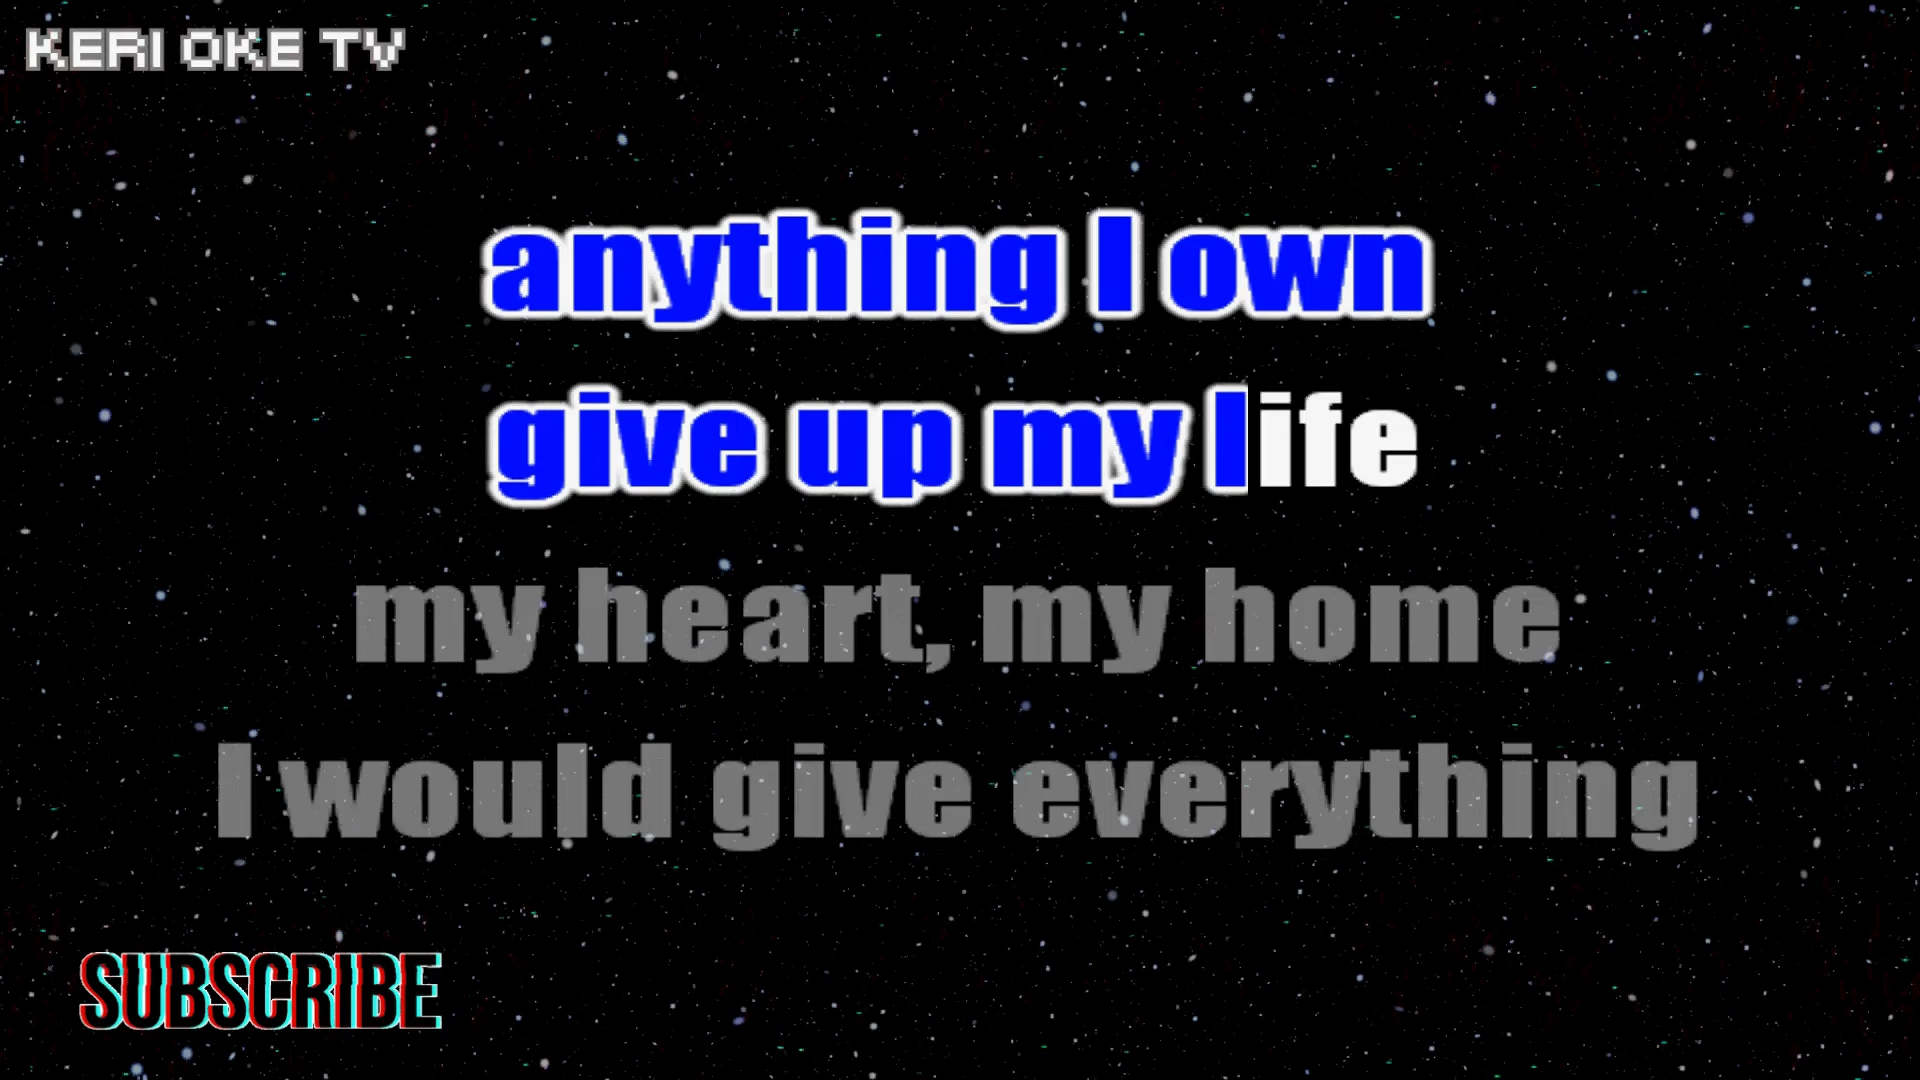 KERI OKE TV
anything I own
give up my life
my heart, my home
I would give everything
SUBSCRIBE